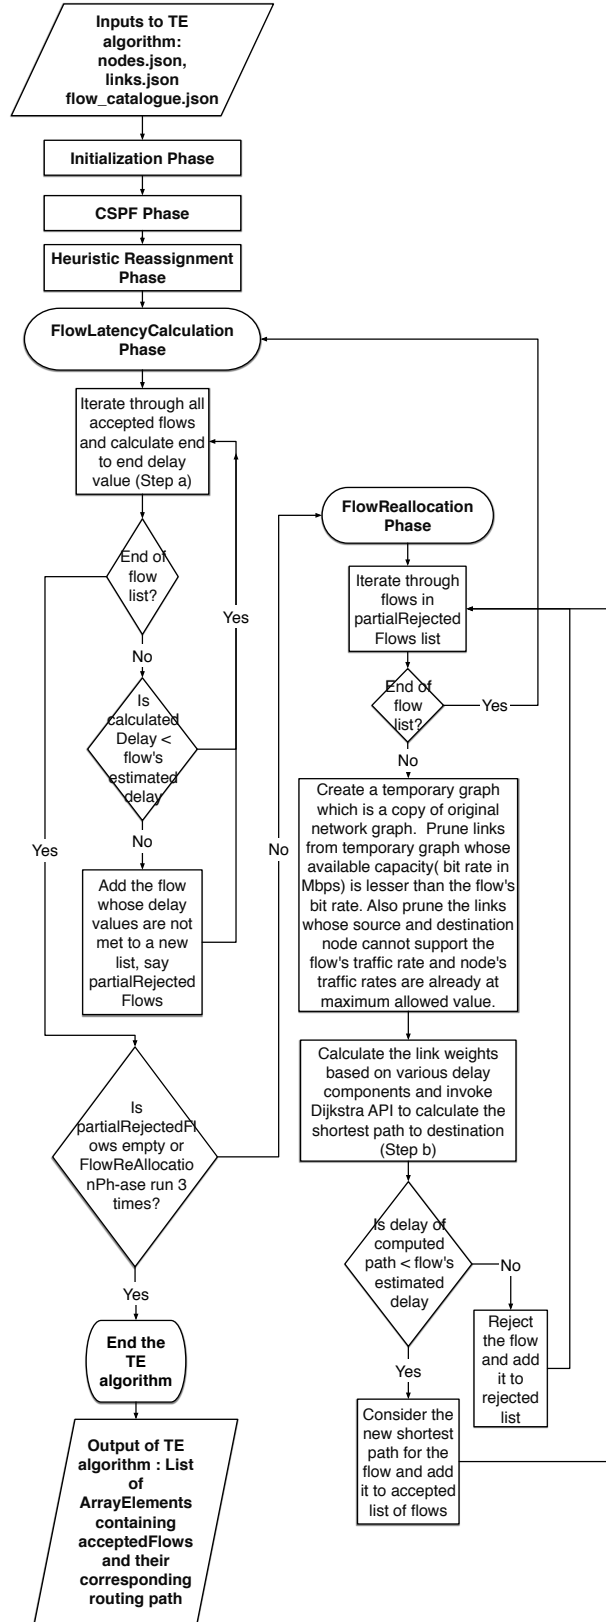 Inputs to TE
algorithm:
nodes.json,
links.json
flow_catalogue.json
Initialization Phase
CSPF Phase
Heuristic Reassignment
Phase
FlowLatencyCalculation
Phase
Iterate through all
accepted flows
and calculate end
to end delay
value (Step a)
End of
flow
list?
Yes
No
Is
calculated
Delay <
flow's
estimated
delay
Yes
No
Add the flow
whose delay
values are not
met to a new
list, say
partialRejected
Flows
Is
partialRejectedFl
ows empty or
FlowReAllocatio
nPh-ase run 3
times?
No
Yes
End the
TE
algorithm
Output of TE
algorithm : List
of
ArrayElements
containing
acceptedFlows
and their
corresponding
routing path
FlowReallocation
Phase
Iterate through
flows in
partialRejected
Flows list
End of
flow
list?
Yes
No
Create a temporary graph
which is a copy of original
network graph. Prune links
from temporary graph whose
available capacity( bit rate in
Mbps) is lesser than the flow's
bit rate. Also prune the links
whose source and destination
node cannot support the
flow's traffic rate and node's
traffic rates are already at
maximum allowed value.
Calculate the link weights
based on various delay
components and invoke
Dijkstra API to calculate the
shortest path to destination
(Step b)
Is delay of
computed
path < flow's
estimated
delay
No
Yes
Reject
the flow
and add
it to
rejected
list
Consider the
new shortest
path for the
flow and add
it to accepted
list of flows